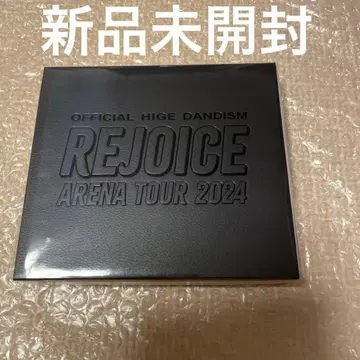 新品未開封
OFFICIAL HIGE DANDISM
REJOICE
ARENA TOUR 2024